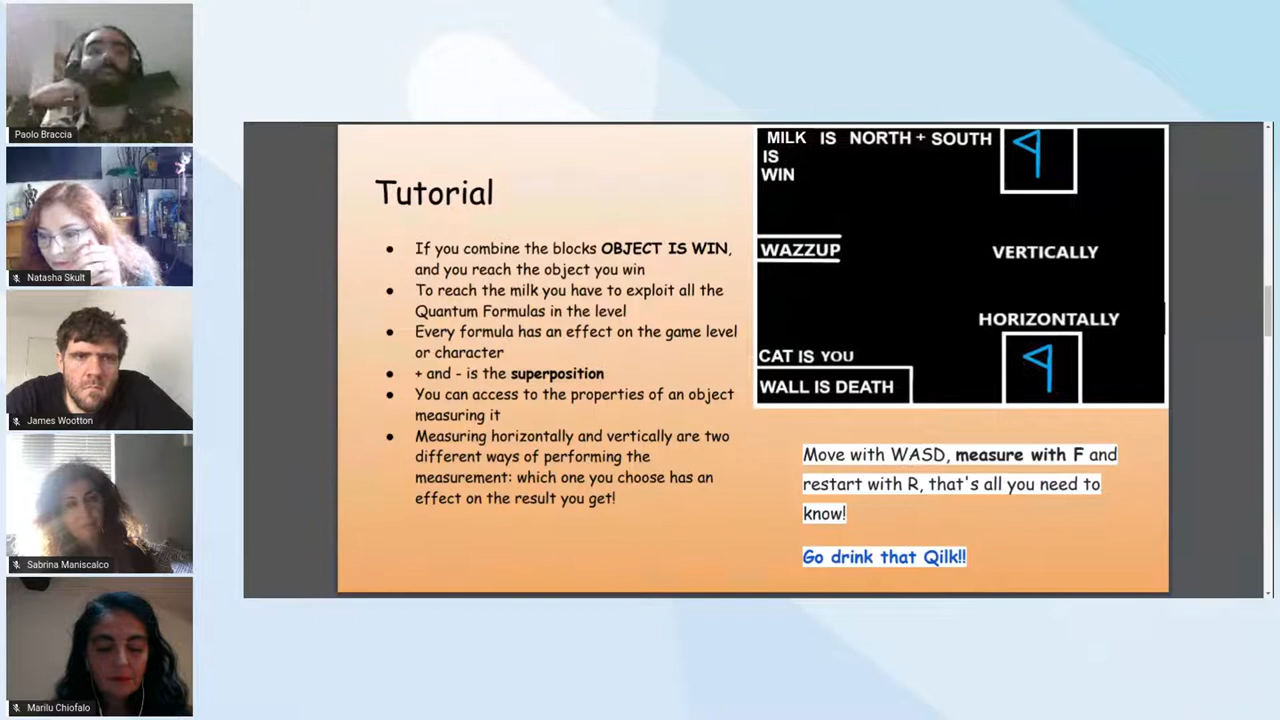 Paolo Braccia
Natasha Skult
James Wootton
Sabrina Maniscalco
Marilu Chiofalo
Tutorial
● If you combine the blocks OBJECT IS WIN,
and you reach the object you win
● To reach the milk you have to exploit all the
Quantum Formulas in the level
● Every formula has an effect on the game level
or character
● + and - is the superposition
● You can access to the properties of an object
measuring it
● Measuring horizontally and vertically are two
different ways of performing the
measurement: which one you choose has an
effect on the result you get!
MILK IS NORTH + SOUTH
IS
WIN
WAZZUP
VERTICALLY
HORIZONTALLY
CAT IS YOU
WALL IS DEATH
Move with WASD, measure with F and
restart with R, that's all you need to
know!
Go drink that Qilk!!